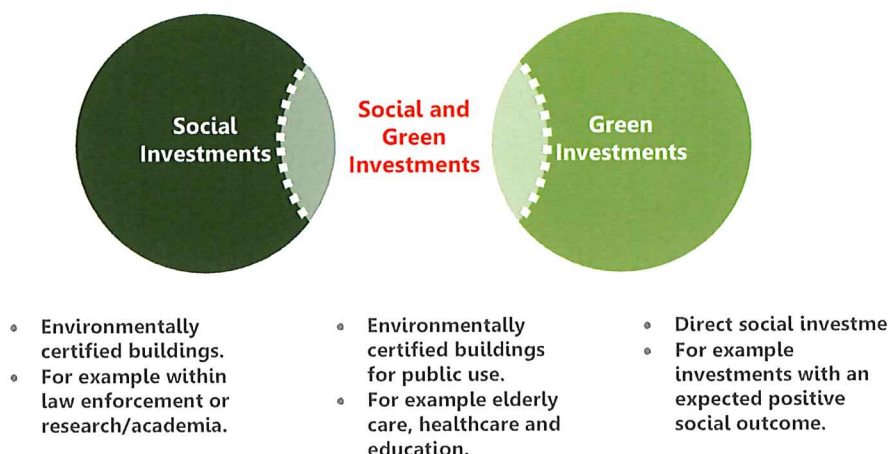 Social
Investments
Social and
Green
Investments
Green
Investments
• Environmentally
certified buildings.
• For example within
law enforcement or
research/academia.
• Environmentally
certified buildings
for public use.
• For example elderly
care, healthcare and
education.
• Direct social investme
• For example
investments with an
expected positive
social outcome.